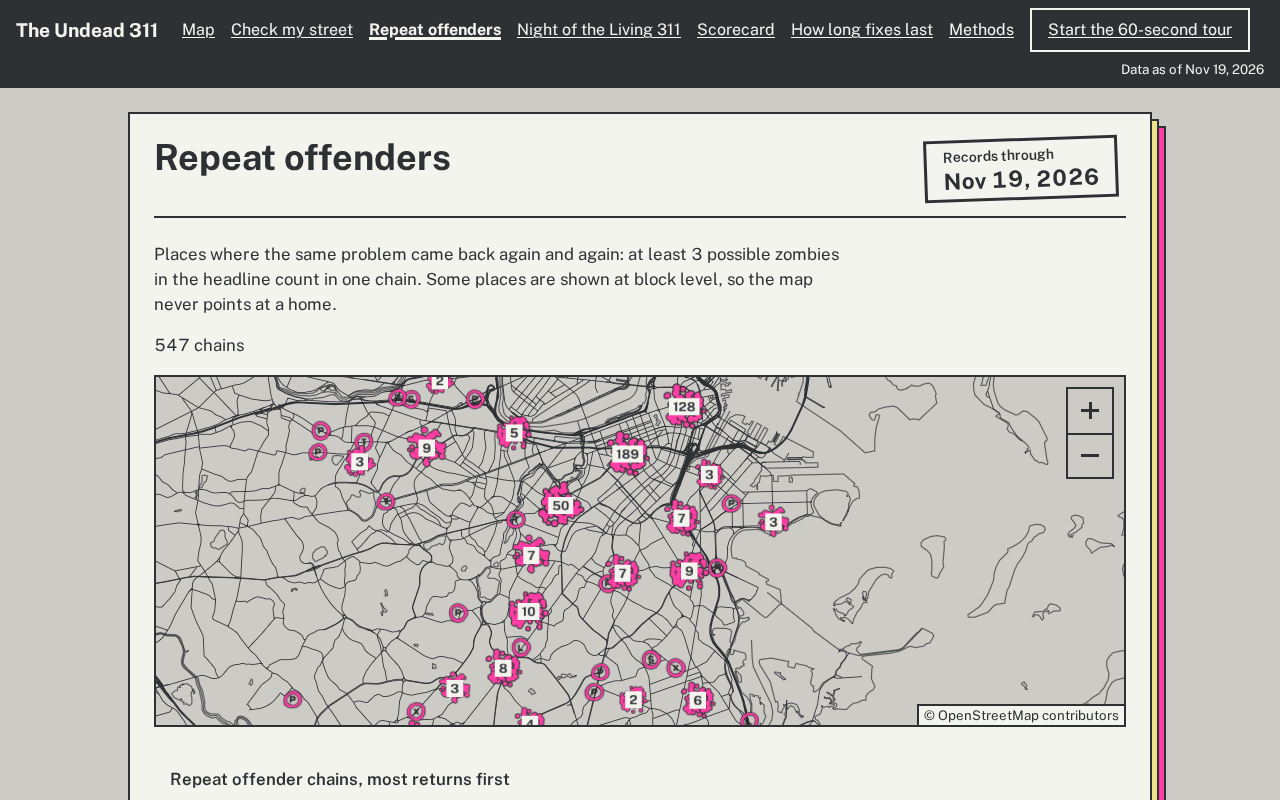 The Undead 311
Map
Check my street
Repeat offenders
Night of the Living 311
Scorecard
How long fixes last
Methods
Start the 60-second tour
Data as of Nov 19, 2026
Repeat offenders
Records through
Nov 19, 2026
Places where the same problem came back again and again: at least 3 possible zombies
in the headline count in one chain. Some places are shown at block level, so the map
never points at a home.
547 chains
2
128
5
9
3
189
3
50
7
3
7
7
9
10
8
3
2
6
+
−
© OpenStreetMap contributors
Repeat offender chains, most returns first